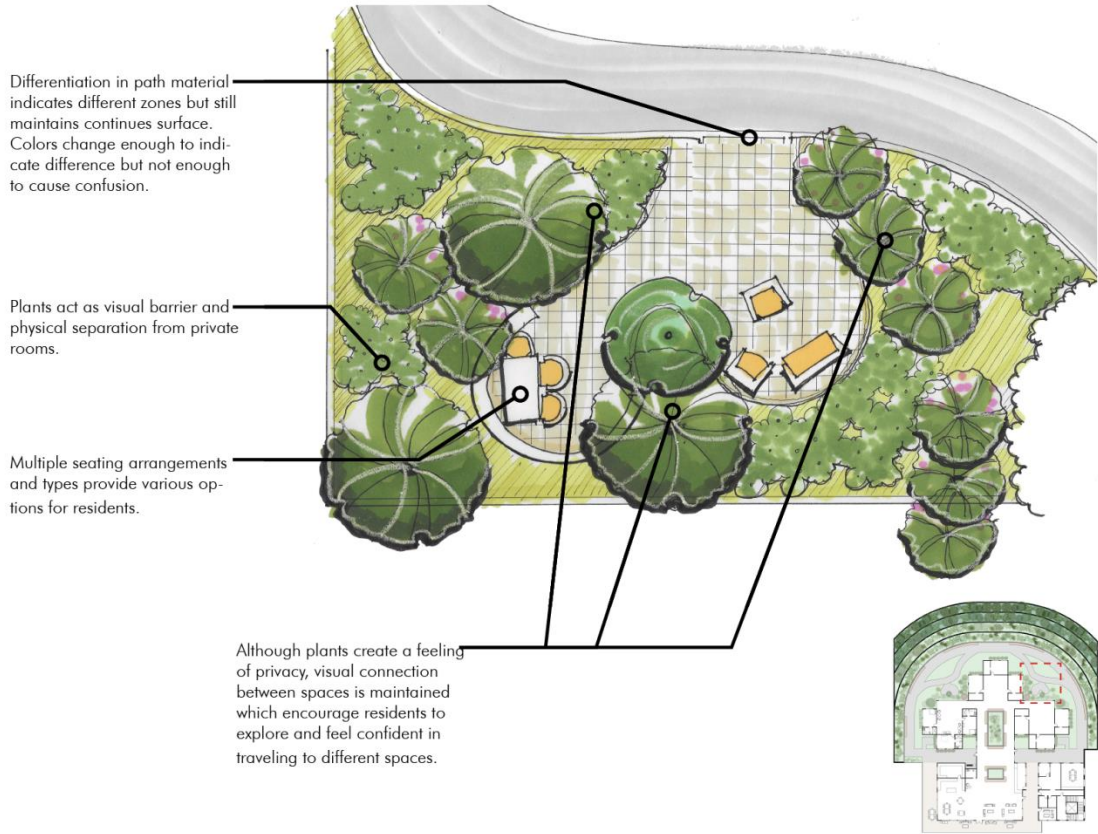 Differentiation in path material
indicates different zones but still
maintains continues surface.
Colors change enough to indi-
cate difference but not enough
to cause confusion.
Plants act as visual barrier and
physical separation from private
rooms.
Multiple seating arrangements
and types provide various op-
tions for residents.
Although plants create a feeling
of privacy, visual connection
between spaces is maintained
which encourage residents to
explore and feel confident in
traveling to different spaces.